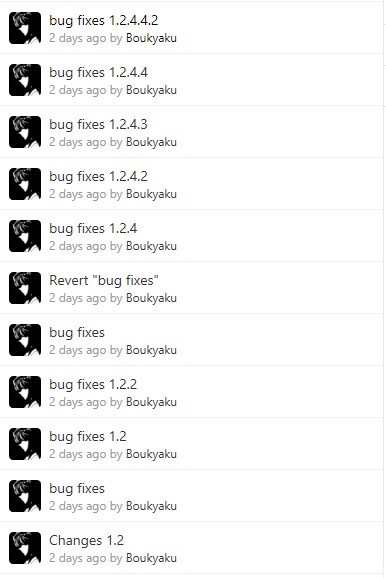 bug fixes 1.2.4.4.2
2 days ago by Boukyaku
bug fixes 1.2.4.4
2 days ago by Boukyaku
bug fixes 1.2.4.3
2 days ago by Boukyaku
bug fixes 1.2.4.2
2 days ago by Boukyaku
bug fixes 1.2.4
2 days ago by Boukyaku
Revert "bug fixes"
2 days ago by Boukyaku
bug fixes
2 days ago by Boukyaku
bug fixes 1.2.2
2 days ago by Boukyaku
bug fixes 1.2
2 days ago by Boukyaku
bug fixes
2 days ago by Boukyaku
Changes 1.2
2 days ago by Boukyaku